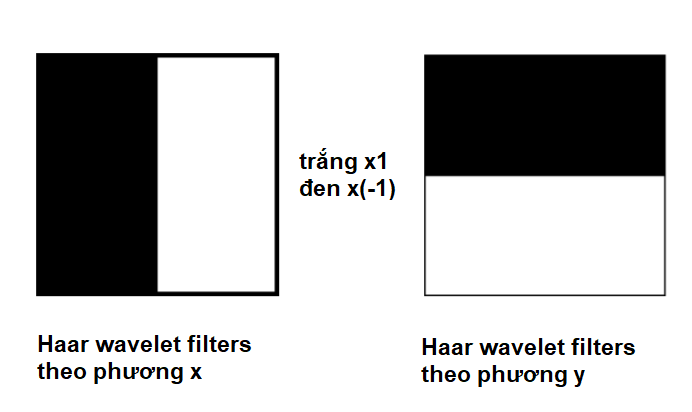 trắng x1
đen x(-1)
Haar wavelet filters
theo phương x
Haar wavelet filters
theo phương y